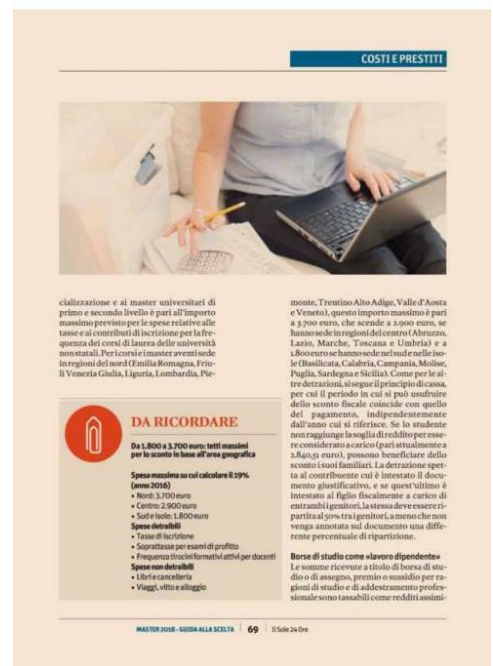 COSTI E PRESTITI
cializzazione e ai master universitari di
primo e secondo livello è pari all'importo
massimo previsto per le spese relative alle
tasse e ai contributi di iscrizione per la fre-
quenza dei corsi di laurea delle università
non statali. Per i corsi e i master aventi sede
in regioni del nord (Emilia Romagna, Friu-
li Venezia Giulia, Liguria, Lombardia, Pie-
DA RICORDARE
Da 1.800 a 3.700 euro: tetti massimi
per lo sconto in base all'area geografica
Spesa massima su cui calcolare il 19%
(anno 2016)
• Nord: 3.700 euro
• Centro: 2.900 euro
• Sud e isole: 1.800 euro
Spese detraibili
• Tasse di iscrizione
• Soprattasse per esami di profitto
• Frequenza tirocini formativi attivi per docenti
Spese non detraibili
• Libri e cancelleria
• Viaggi, vitto e alloggio
monte, Trentino Alto Adige, Valle d'Aosta
e Veneto), questo importo massimo è pari
a 3.700 euro, che scende a 2.900 euro, se
hanno sede in regioni del centro (Abruzzo,
Lazio, Marche, Toscana e Umbria) e a
1.800 euro se hanno sede nel sud e nelle iso-
le (Basilicata, Calabria, Campania, Molise,
Puglia, Sardegna e Sicilia). Come per le al-
tre detrazioni, si segue il principio di cassa,
per cui il periodo in cui si può usufruire
dello sconto fiscale coincide con quello
del pagamento, indipendentemente
dall'anno cui si riferisce. Se lo studente
non raggiunge la soglia di reddito per esse-
re considerato a carico (pari attualmente a
2.840,51 euro), possono beneficiare dello
sconto i suoi familiari. La detrazione spet-
ta al contribuente cui è intestato il docu-
mento giustificativo, e se quest'ultimo è
intestato al figlio fiscalmente a carico di
entrambi i genitori, la stessa deve essere ri-
partita al 50% tra i genitori, a meno che non
venga annotata sul documento una diffe-
rente percentuale di ripartizione.
Borse di studio come «lavoro dipendente»
Le somme ricevute a titolo di borsa di stu-
dio o di assegno, premio o sussidio per ra-
gioni di studio e di addestramento profes-
sionale sono tassabili come redditi assimi-
MASTER 2018 - GUIDA ALLA SCELTA 69 Il Sole 24 Ore